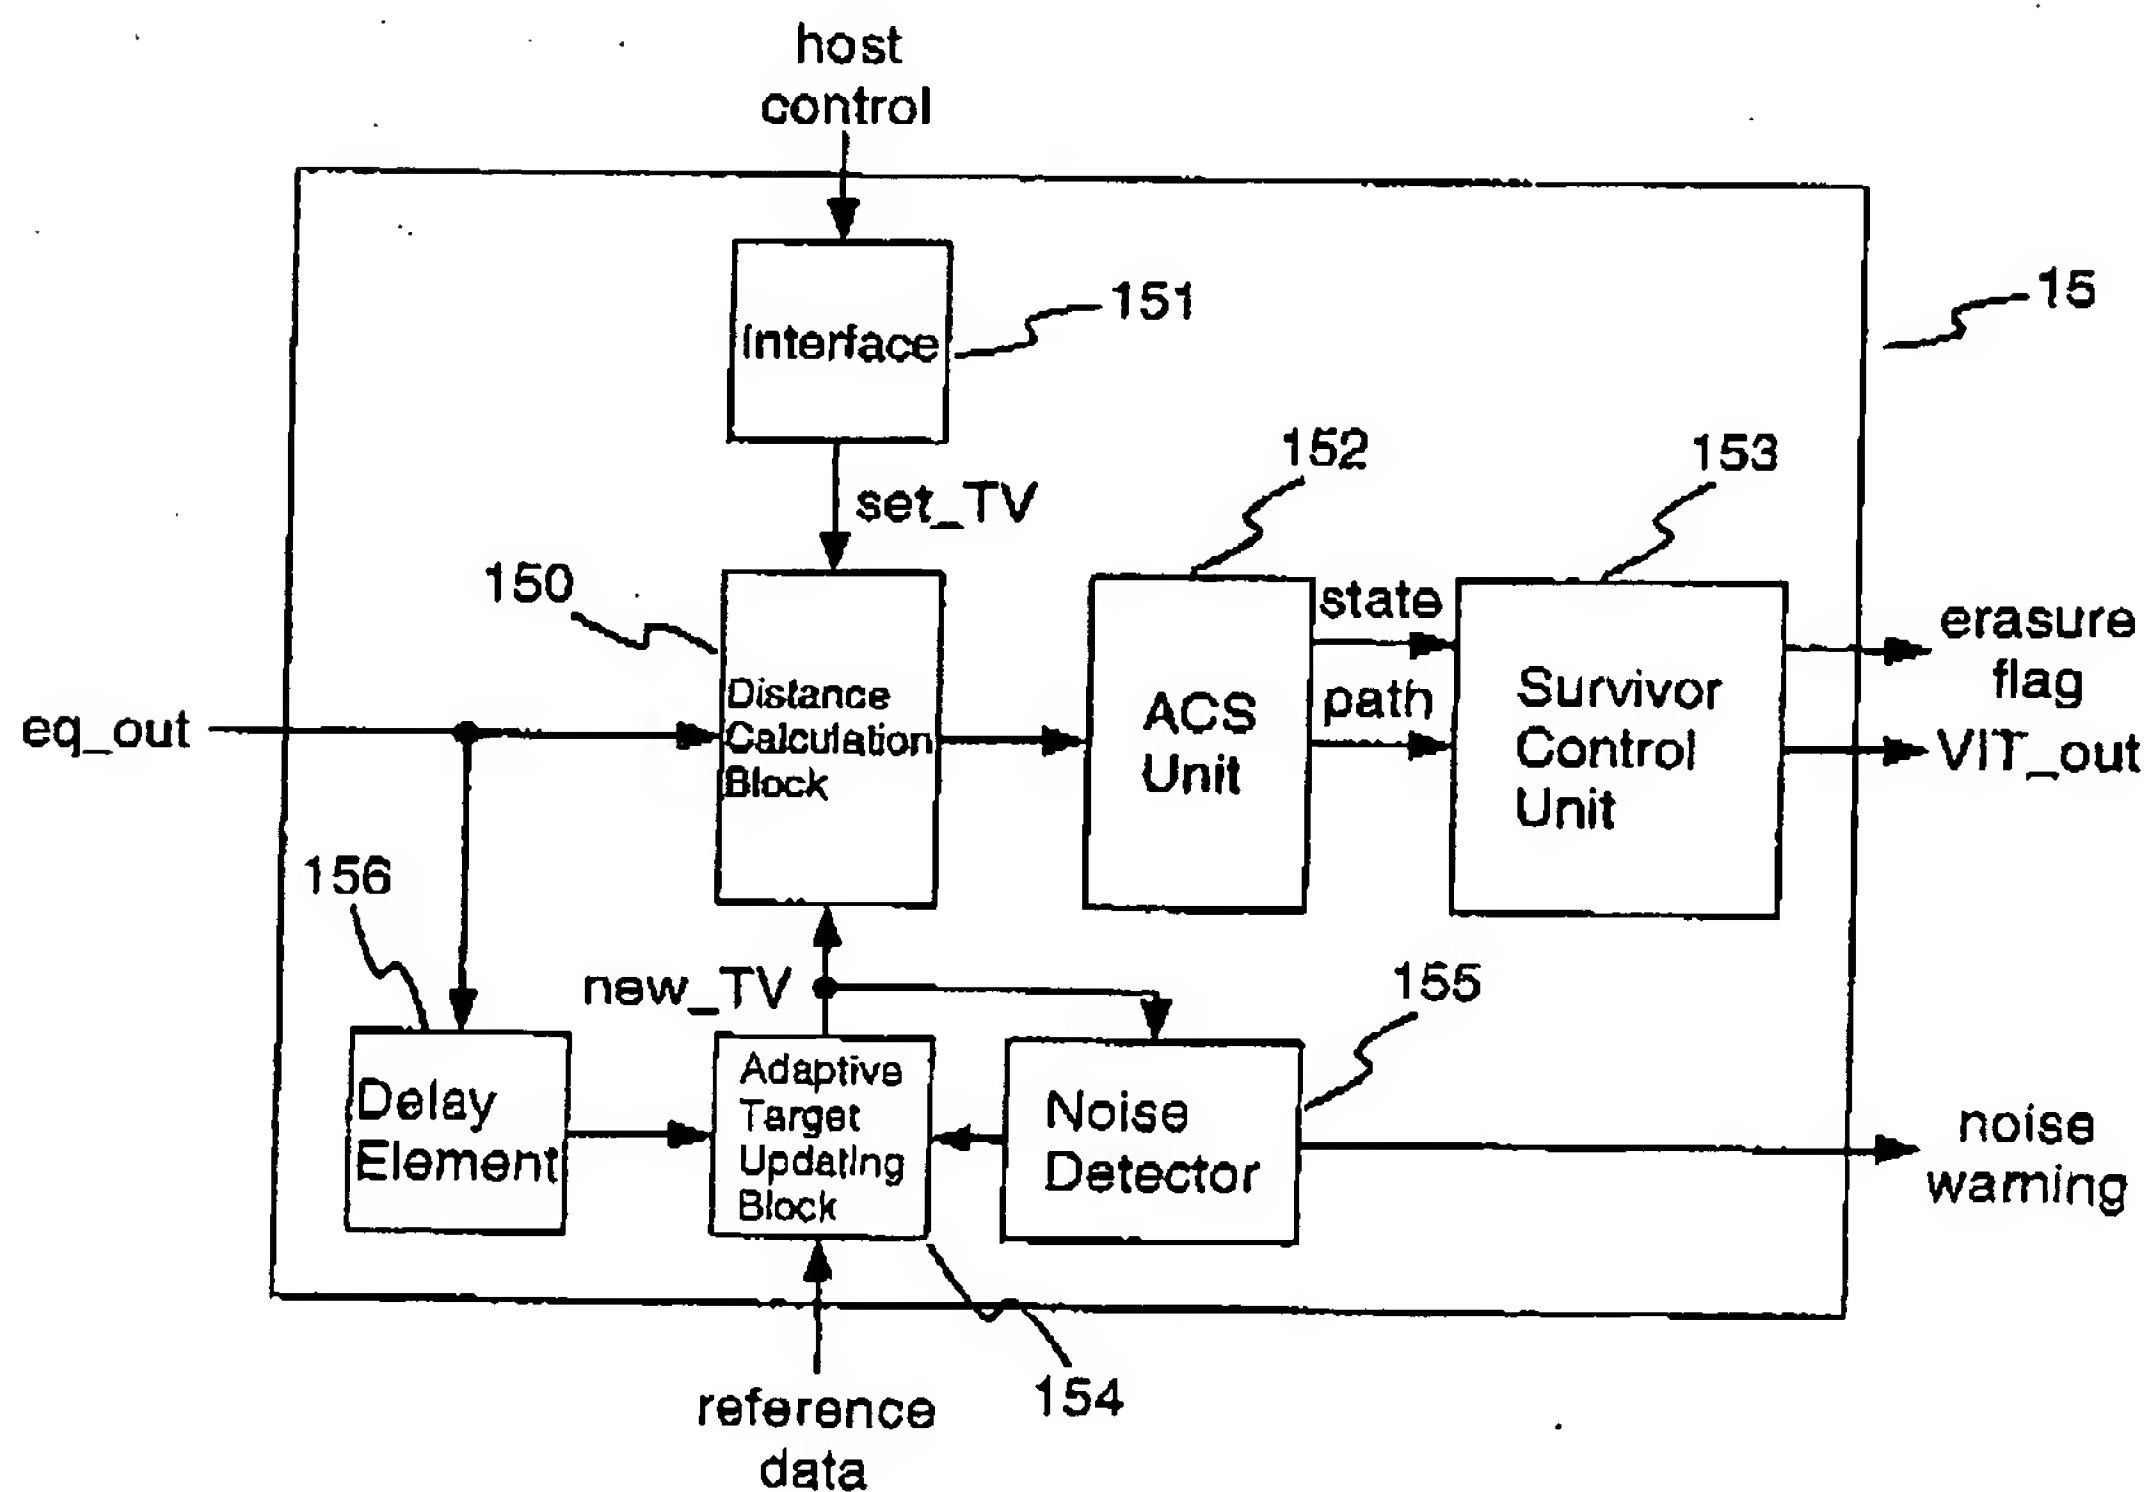 host
control
Interface
151
15
set_TV
152
153
150
state
path
erasure
flag
eq_out
Distance
Calculation
Block
ACS
Unit
Survivor
Control
Unit
VIT_out
156
new_TV
155
Delay
Element
Adaptive
Target
Updating
Block
Noise
Detector
noise
warning
reference
data
154